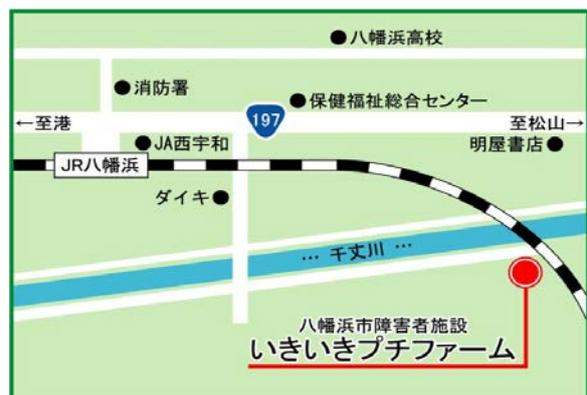 ●八幡浜高校
●消防署
●保健福祉総合センター
197
←至港
至松山→
●JA西宇和
明屋書店●
JR八幡浜
ダイキ●
… 千丈川 …
八幡浜市障害者施設
いきいきプチファーム